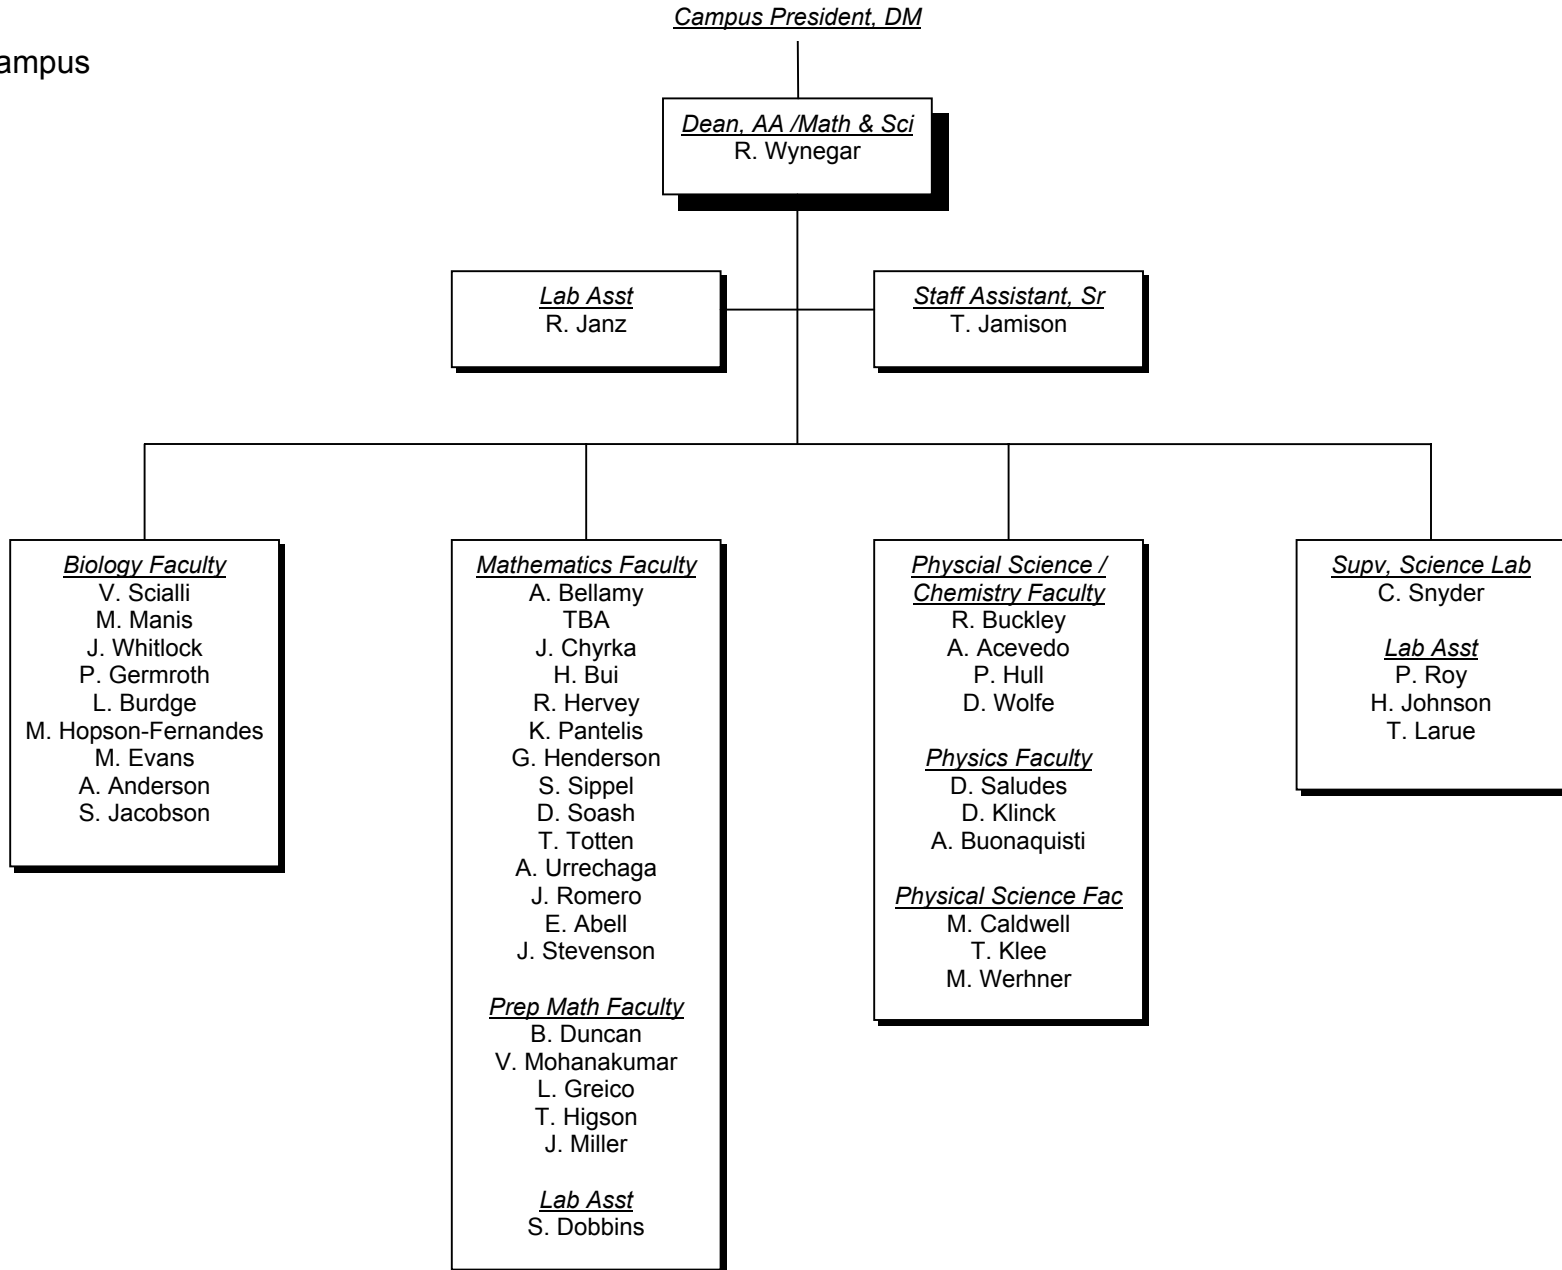 Campus President, DM
ampus
Dean, AA /Math & Sci
R. Wynegar
Lab Asst
R. Janz
Staff Assistant, Sr
T. Jamison
Biology Faculty
V. Scialli
M. Manis
J. Whitlock
P. Germroth
L. Burdge
M. Hopson-Fernandes
M. Evans
A. Anderson
S. Jacobson
Mathematics Faculty
A. Bellamy
TBA
J. Chyrka
H. Bui
R. Hervey
K. Pantelis
G. Henderson
S. Sippel
D. Soash
T. Totten
A. Urrechaga
J. Romero
E. Abell
J. Stevenson
Prep Math Faculty
B. Duncan
V. Mohanakumar
L. Greico
T. Higson
J. Miller
Lab Asst
S. Dobbins
Physcial Science /
Chemistry Faculty
R. Buckley
A. Acevedo
P. Hull
D. Wolfe
Physics Faculty
D. Saludes
D. Klinck
A. Buonaquisti
Physical Science Fac
M. Caldwell
T. Klee
M. Werhner
Supv, Science Lab
C. Snyder
Lab Asst
P. Roy
H. Johnson
T. Larue